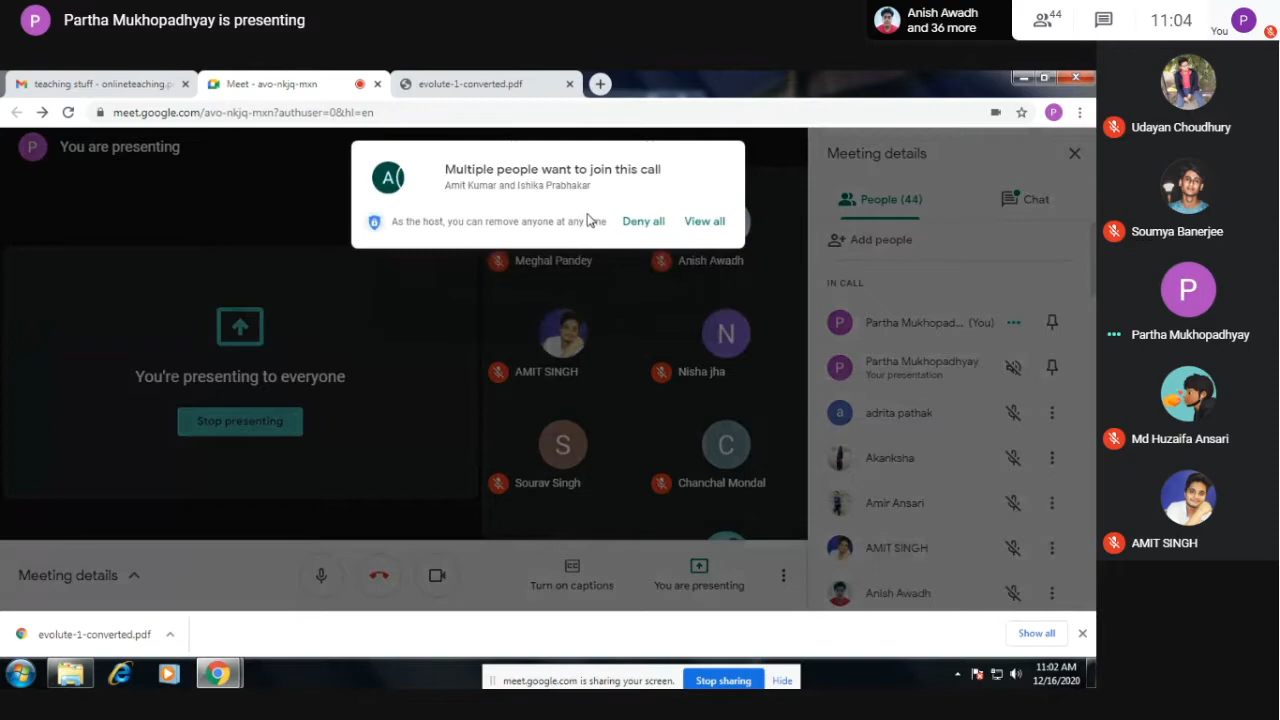 P
Partha Mukhopadhyay is presenting
Anish Awadh
and 36 more
44
11:04
You
P
teaching stuff - onlineteaching.p
Meet - avo-nkjq-mxn
evolute-1-converted.pdf
meet.google.com/avo-nkjq-mxn?authuser=0&hl=en
P
P
You are presenting
A(
Multiple people want to join this call
Amit Kumar and Ishika Prabhakar
As the host, you can remove anyone at any
Deny all
View all
Meeting details
People (44)
Chat
Add people
IN CALL
P
Partha Mukhopad... (You)
P
Partha Mukhopadhyay
Your presentation
a
adrita pathak
Akanksha
Amir Ansari
AMIT SINGH
Anish Awadh
You're presenting to everyone
Stop presenting
Meghal Pandey
Anish Awadh
AMIT SINGH
N
Nisha jha
S
Sourav Singh
C
Chanchal Mondal
Meeting details
CC
Turn on captions
You are presenting
evolute-1-converted.pdf
Show all
meet.google.com is sharing your screen.
Stop sharing
Hide
11:02 AM
12/16/2020
Udayan Choudhury
Soumya Banerjee
P
Partha Mukhopadhyay
Md Huzaifa Ansari
AMIT SINGH